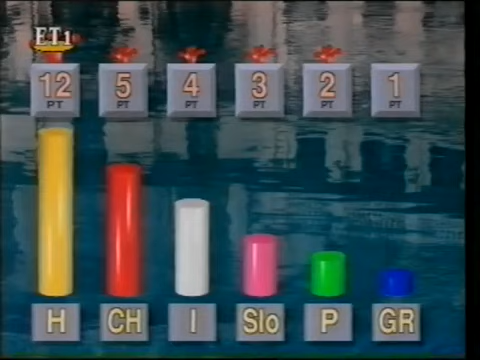 ET1
12 5 4 3 2 1
PT PT PT PT PT PT
H CH I Slo P GR